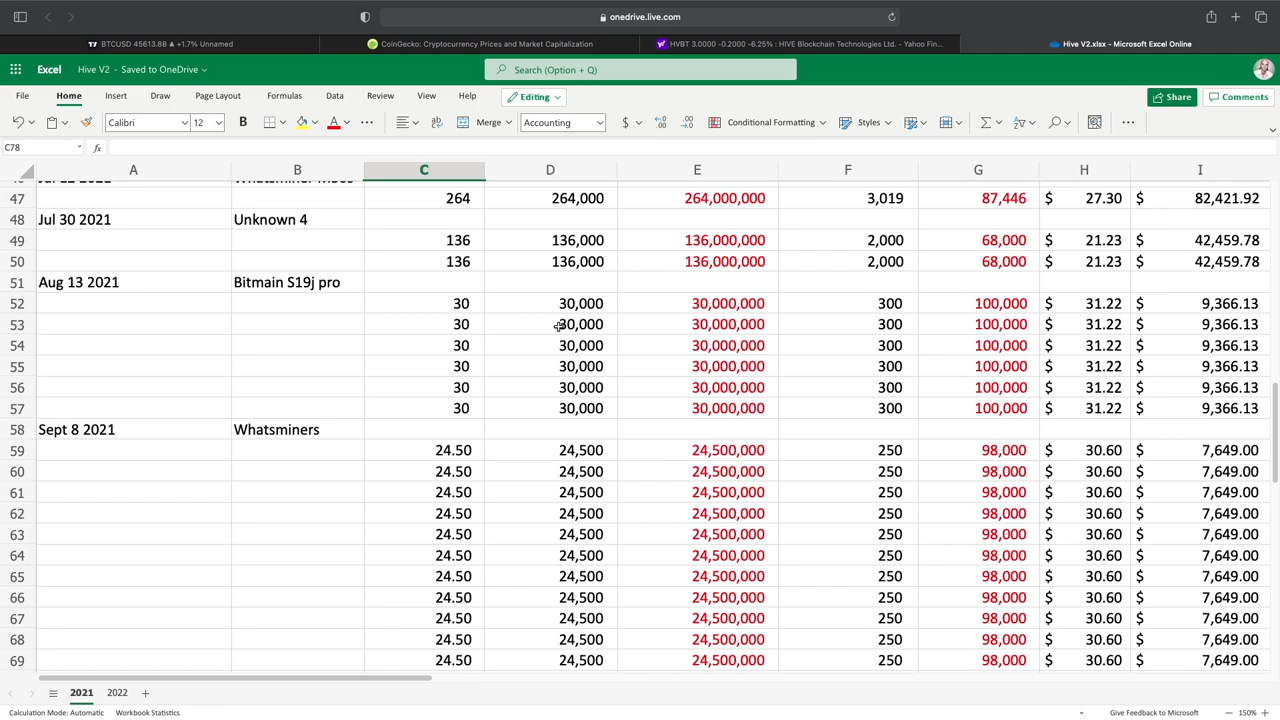 onedrive.live.com
BTCUSD 45613.88 ▲ +1.7% Unnamed
CoinGecko: Cryptocurrency Prices and Market Capitalization
HVBT 3.0000 -0.2000 -6.25% : HIVE Blockchain Technologies Ltd. - Yahoo Fin...
Hive V2.xlsx - Microsoft Excel Online
Excel Hive V2 - Saved to OneDrive Search (Option + Q)
File Home Insert Draw Page Layout Formulas Data Review View Help Editing Share Comments
Calibri 12 B A Merge Accounting $ Conditional Formatting Styles
C78 fx
A B C D E F G H I
47 264 264,000 264,000,000 3,019 87,446 $ 27.30 $ 82,421.92
48 Jul 30 2021 Unknown 4
49 136 136,000 136,000,000 2,000 68,000 $ 21.23 $ 42,459.78
50 136 136,000 136,000,000 2,000 68,000 $ 21.23 $ 42,459.78
51 Aug 13 2021 Bitmain S19j pro
52 30 30,000 30,000,000 300 100,000 $ 31.22 $ 9,366.13
53 30 30,000 30,000,000 300 100,000 $ 31.22 $ 9,366.13
54 30 30,000 30,000,000 300 100,000 $ 31.22 $ 9,366.13
55 30 30,000 30,000,000 300 100,000 $ 31.22 $ 9,366.13
56 30 30,000 30,000,000 300 100,000 $ 31.22 $ 9,366.13
57 30 30,000 30,000,000 300 100,000 $ 31.22 $ 9,366.13
58 Sept 8 2021 Whatsminers
59 24.50 24,500 24,500,000 250 98,000 $ 30.60 $ 7,649.00
60 24.50 24,500 24,500,000 250 98,000 $ 30.60 $ 7,649.00
61 24.50 24,500 24,500,000 250 98,000 $ 30.60 $ 7,649.00
62 24.50 24,500 24,500,000 250 98,000 $ 30.60 $ 7,649.00
63 24.50 24,500 24,500,000 250 98,000 $ 30.60 $ 7,649.00
64 24.50 24,500 24,500,000 250 98,000 $ 30.60 $ 7,649.00
65 24.50 24,500 24,500,000 250 98,000 $ 30.60 $ 7,649.00
66 24.50 24,500 24,500,000 250 98,000 $ 30.60 $ 7,649.00
67 24.50 24,500 24,500,000 250 98,000 $ 30.60 $ 7,649.00
68 24.50 24,500 24,500,000 250 98,000 $ 30.60 $ 7,649.00
69 24.50 24,500 24,500,000 250 98,000 $ 30.60 $ 7,649.00
2021 2022
Calculation Mode: Automatic Workbook Statistics Give Feedback to Microsoft 150%